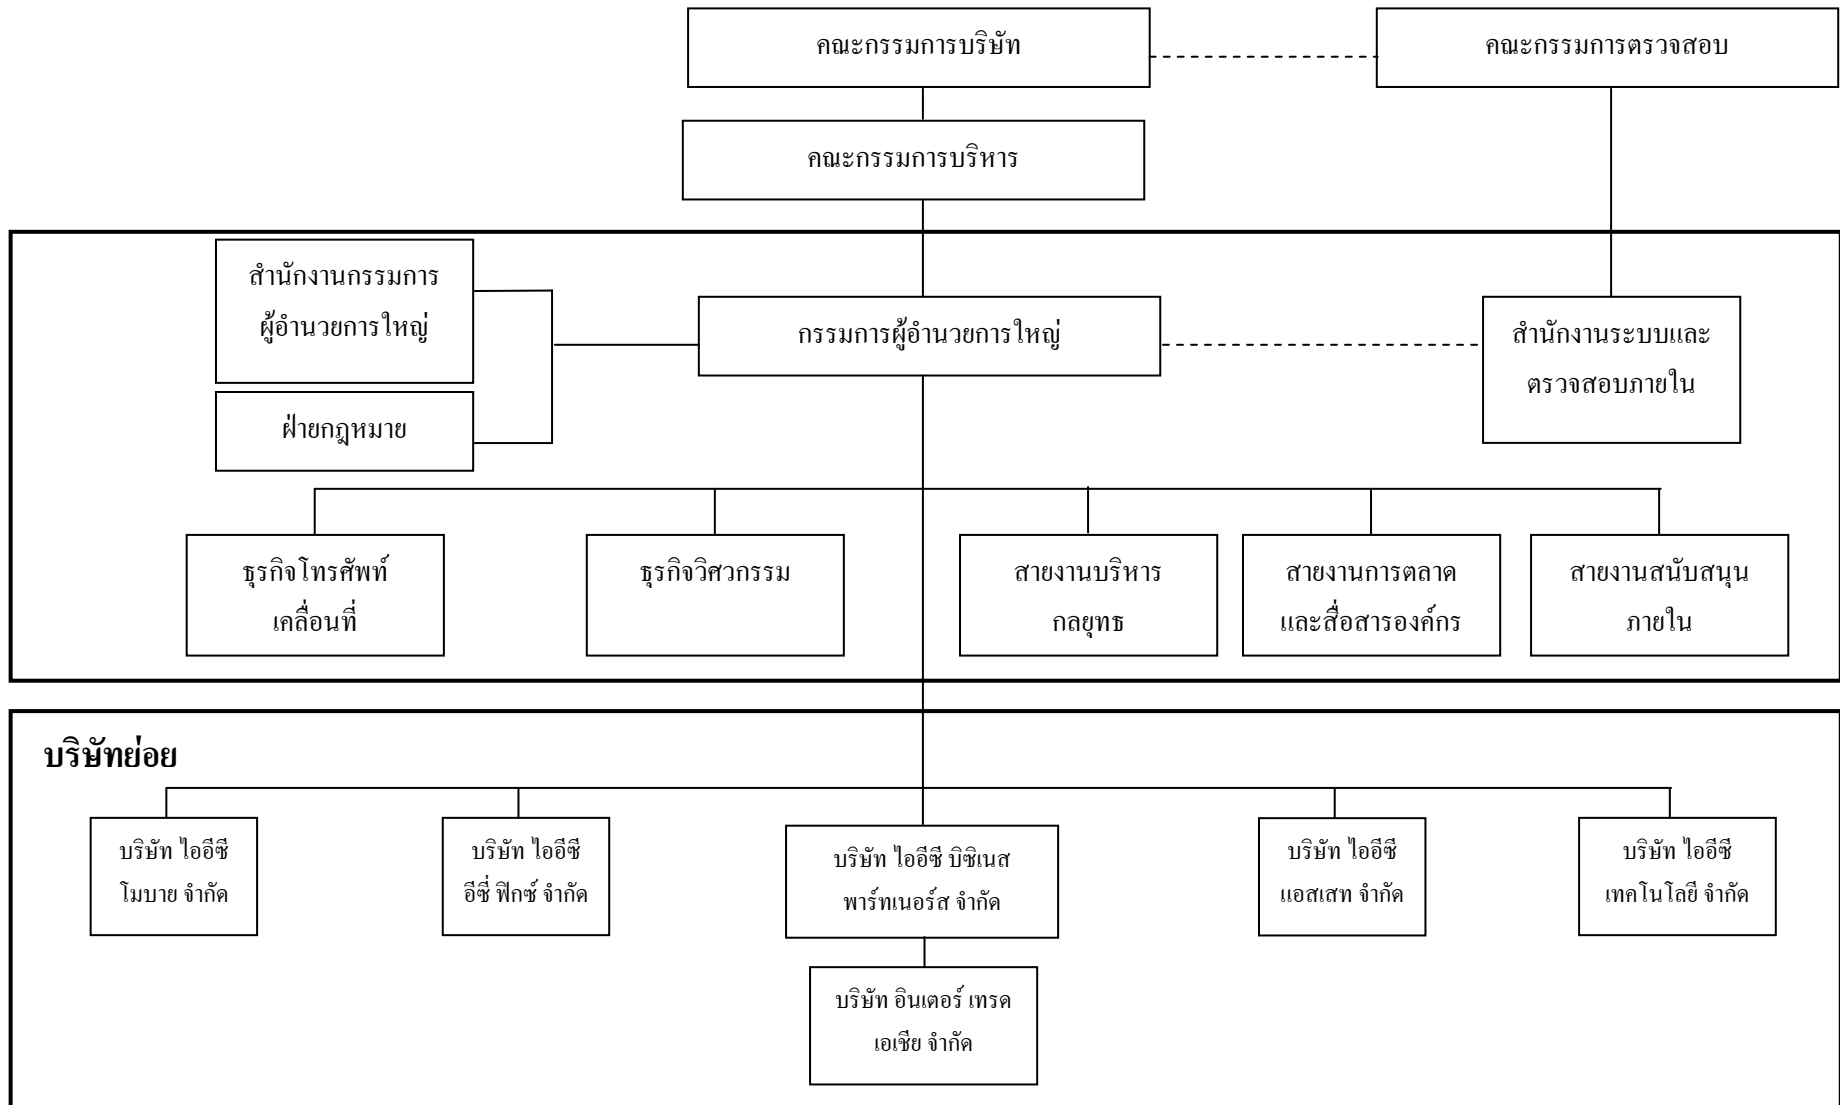 คณะกรรมการบริษัท
คณะกรรมการตรวจสอบ
คณะกรรมการบริหาร
สำนักงานกรรมการ
ผู้อำนวยการใหญ่
กรรมการผู้อำนวยการใหญ่
สำนักงานระบบและ
ตรวจสอบภายใน
ฝ่ายกฎหมาย
ธุรกิจโทรศัพท์
เคลื่อนที่
ธุรกิจวิศวกรรม
สายงานบริหาร
กลยุทธ
สายงานการตลาด
และสื่อสารองค์กร
สายงานสนับสนุน
ภายใน
บริษัทย่อย
บริษัท ไออีซี
โมบาย จำกัด
บริษัท ไออีซี
อีซี่ ฟิกซ์ จำกัด
บริษัท ไออีซี บิซิเนส
พาร์ทเนอร์ส จำกัด
บริษัท ไออีซี
แอสเสท จำกัด
บริษัท ไออีซี
เทคโนโลยี จำกัด
บริษัท อินเตอร์ เทรด
เอเชีย จำกัด